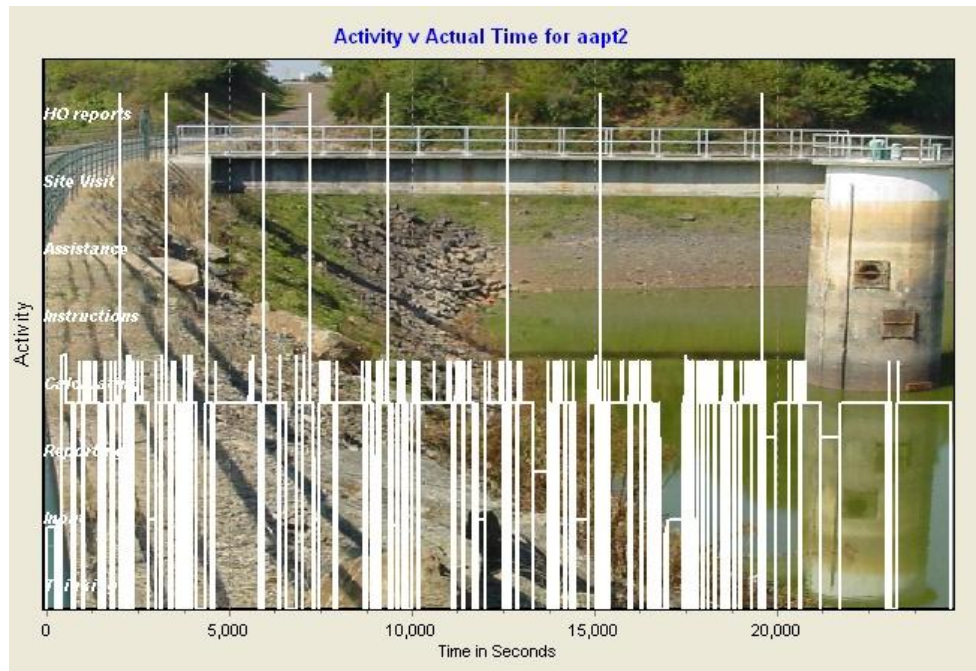 Activity v Actual Time for aapt2
HO reports
Site Visit
Assistance
Instructions
Activity
0
5,000
10,000
15,000
20,000
Time in Seconds